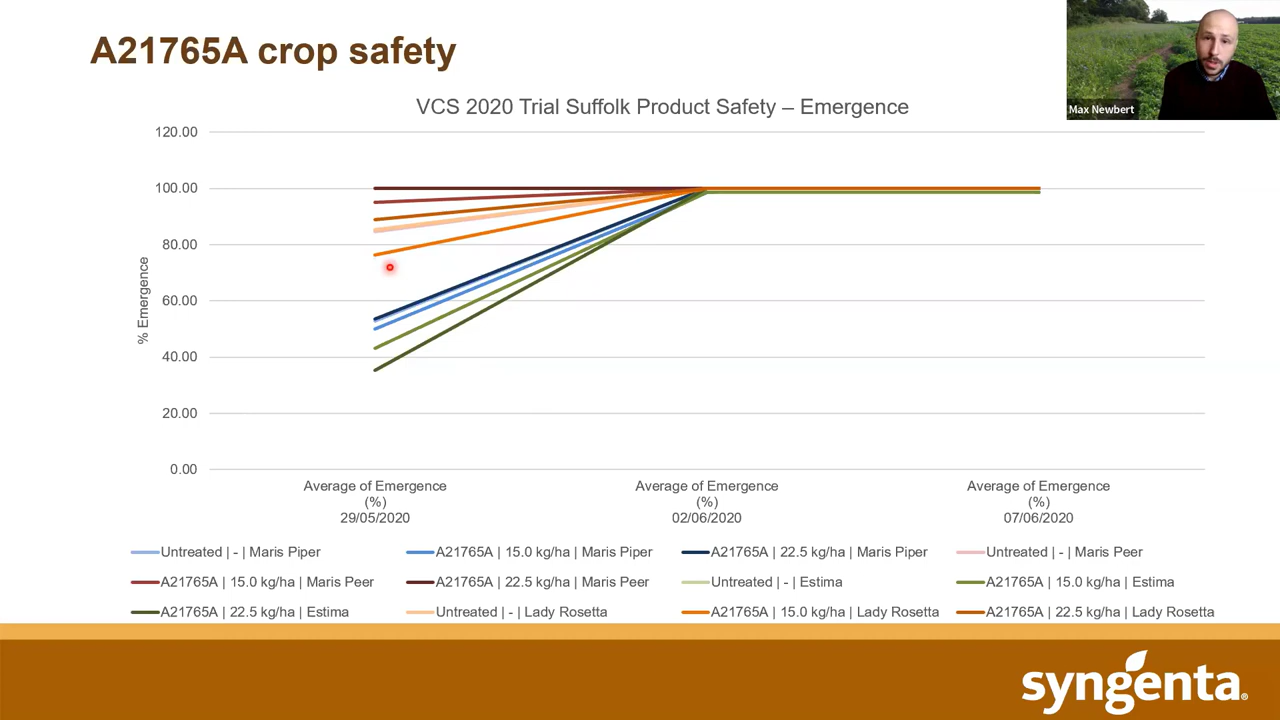 A21765A crop safety
Max Newbert
VCS 2020 Trial Suffolk Product Safety – Emergence
120.00
100.00
80.00
60.00
40.00
20.00
0.00
% Emergence
Average of Emergence
(%)
29/05/2020
Average of Emergence
(%)
02/06/2020
Average of Emergence
(%)
07/06/2020
Untreated | - | Maris Piper
A21765A | 15.0 kg/ha | Maris Piper
A21765A | 22.5 kg/ha | Maris Piper
Untreated | - | Maris Peer
A21765A | 15.0 kg/ha | Maris Peer
A21765A | 22.5 kg/ha | Maris Peer
Untreated | - | Estima
A21765A | 15.0 kg/ha | Estima
A21765A | 22.5 kg/ha | Estima
Untreated | - | Lady Rosetta
A21765A | 15.0 kg/ha | Lady Rosetta
A21765A | 22.5 kg/ha | Lady Rosetta
syngenta®